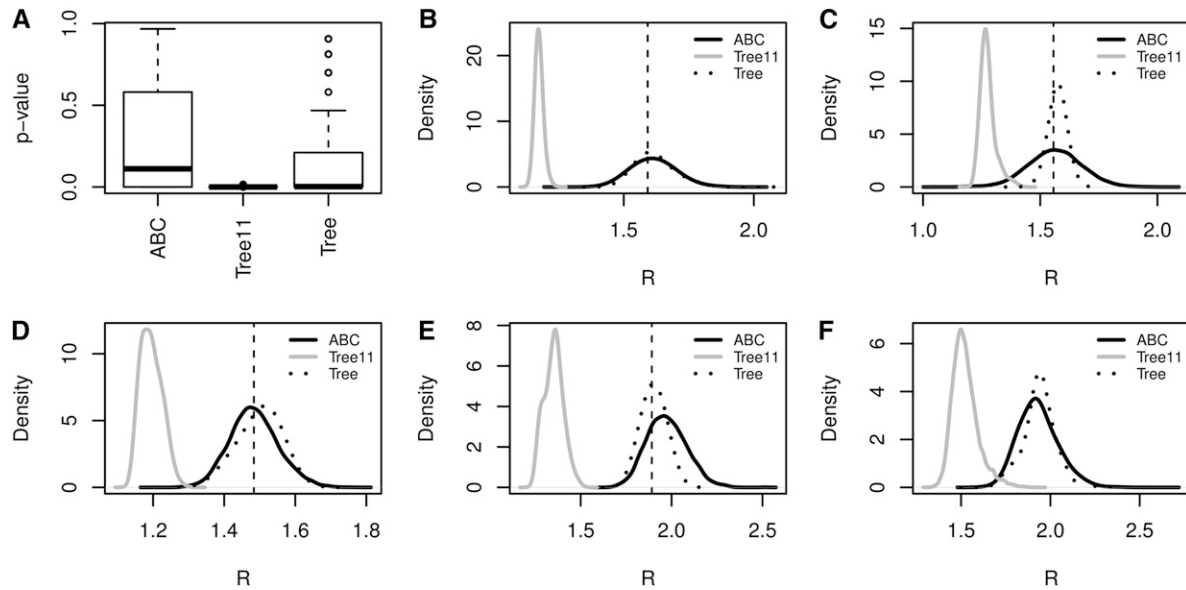 A
p-value
0.0 0.5 1.0
ABC Tree11 Tree
B
Density
0 10 20
1.5 2.0
R
ABC
Tree11
Tree
C
Density
0 5 10 15
1.0 1.5 2.0
R
ABC
Tree11
Tree
D
Density
0 5 10
1.2 1.4 1.6 1.8
R
ABC
Tree11
Tree
E
Density
0 2 4 6 8
1.5 2.0 2.5
R
ABC
Tree11
Tree
F
Density
0 2 4 6
1.5 2.0 2.5
R
ABC
Tree11
Tree